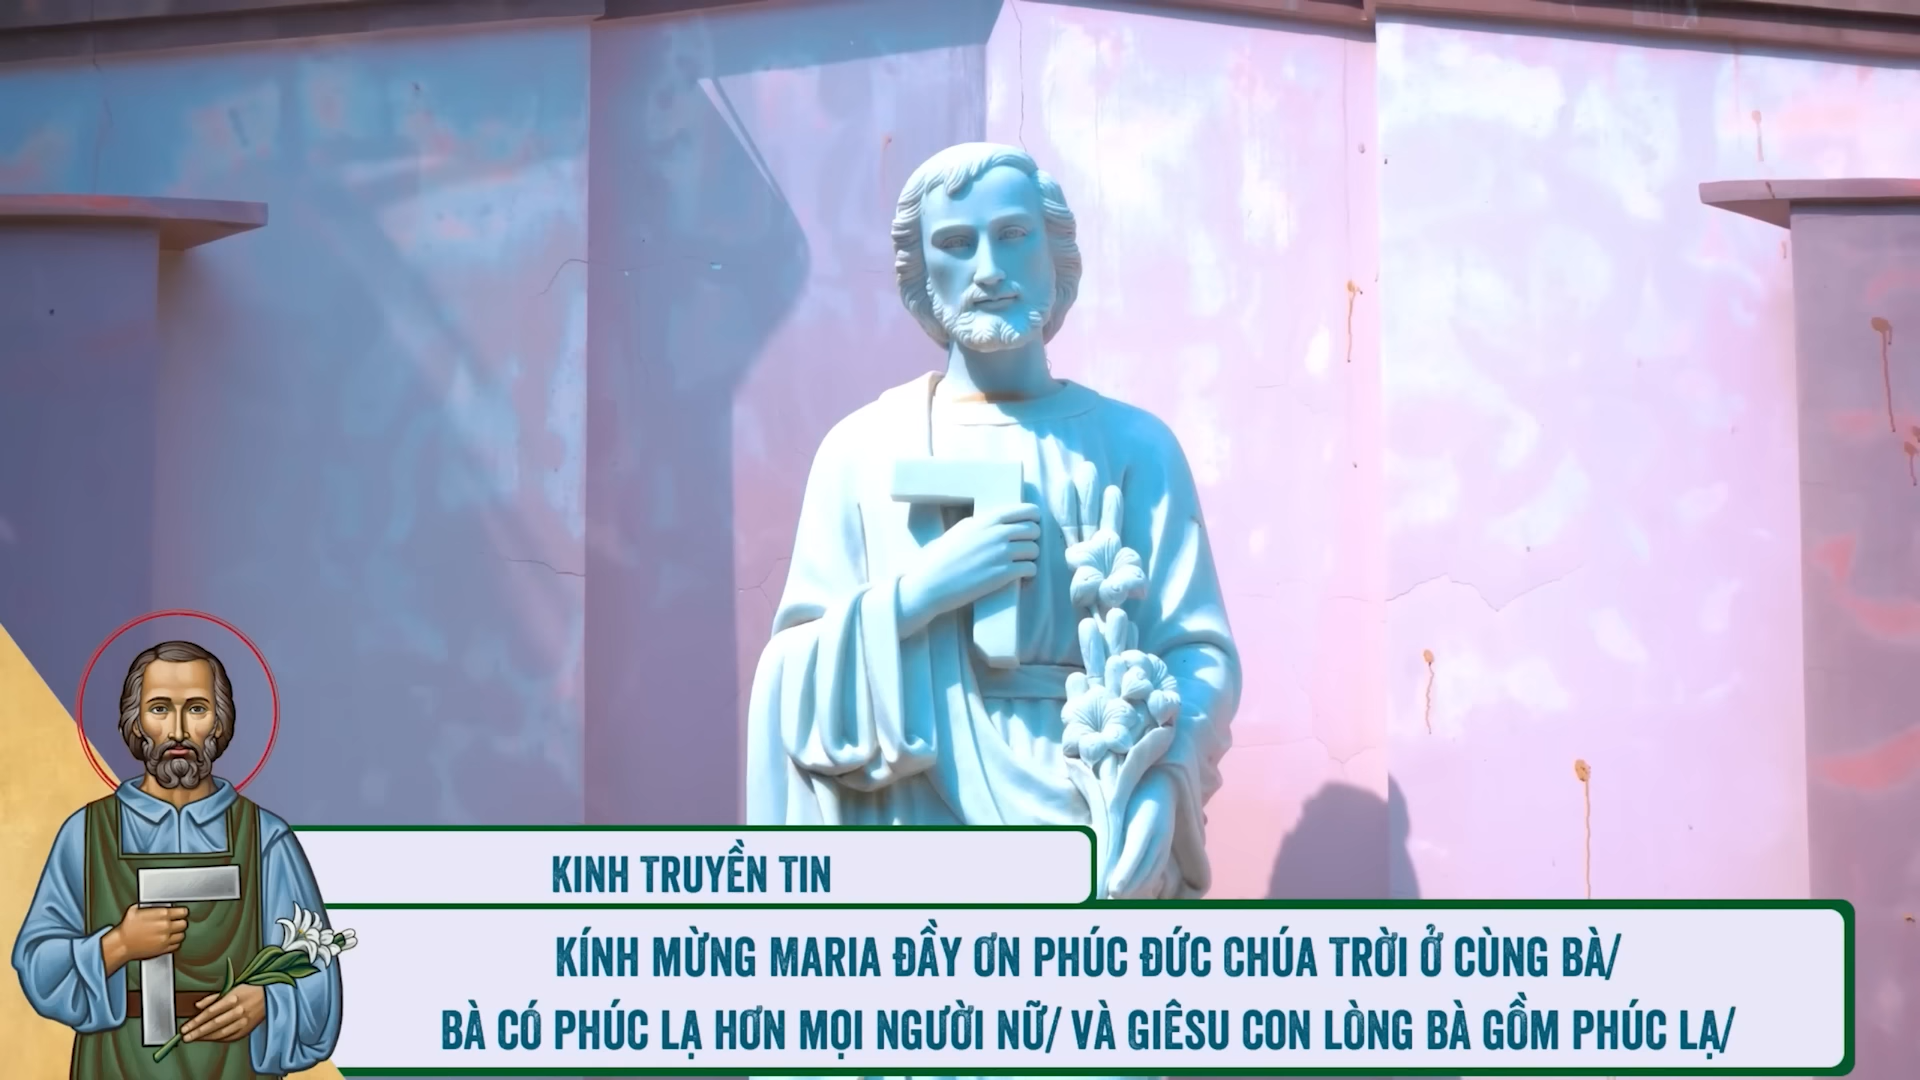 KINH TRUYỀN TIN
KÍNH MỪNG MARIA ĐẦY ƠN PHÚC ĐỨC CHÚA TRỜI Ở CÙNG BÀ/
BÀ CÓ PHÚC LẠ HƠN MỌI NGƯỜI NỮ/ VÀ GIÊSU CON LÒNG BÀ GỒM PHÚC LẠ/